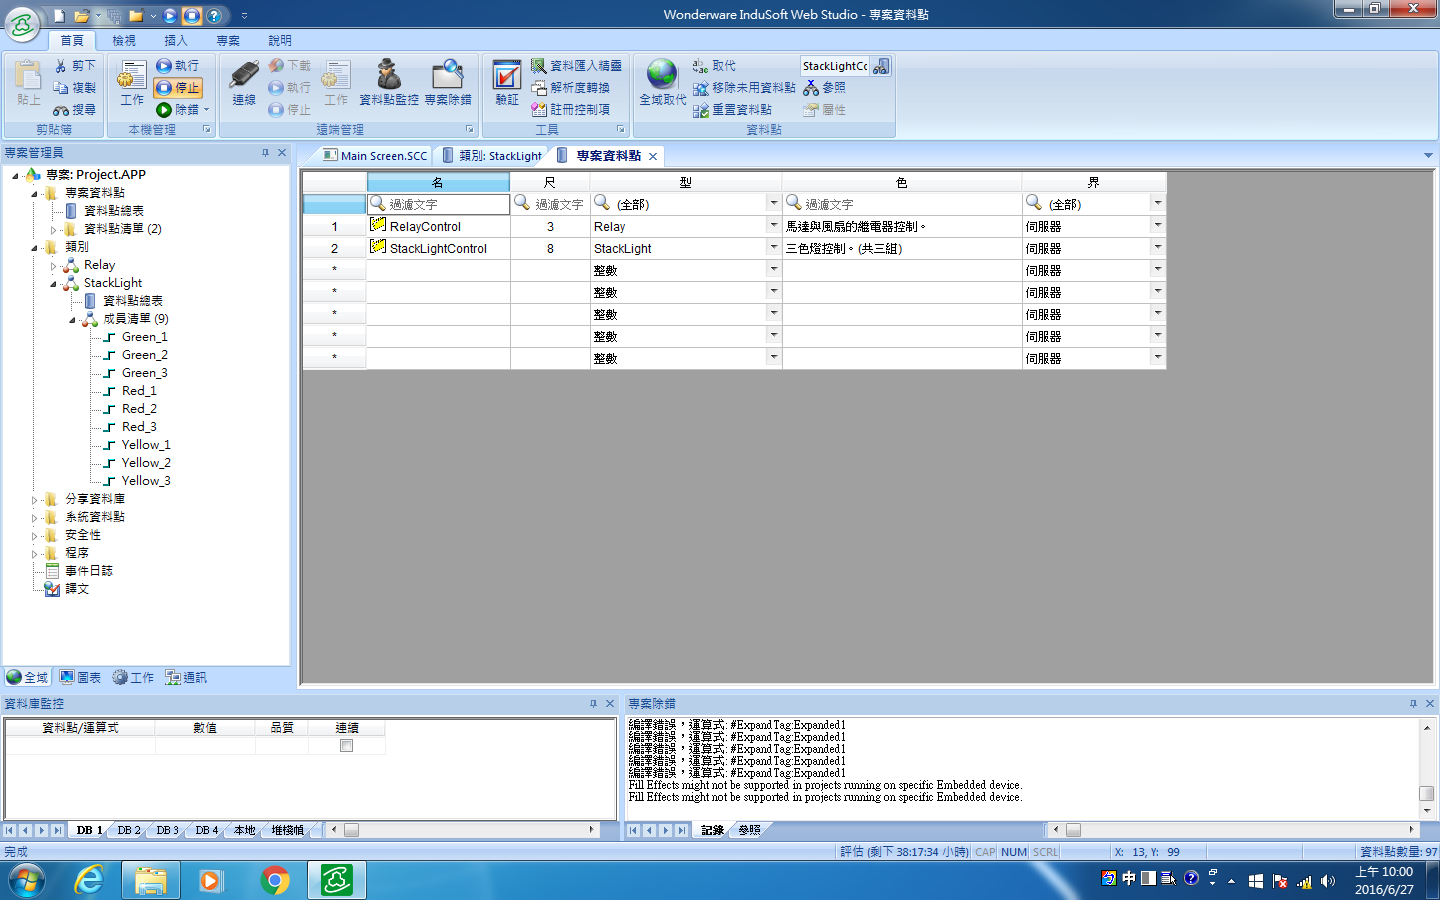 Wonderware InduSoft Web Studio - 專案資料點
首頁 檢視 插入 專案 說明
貼上 剪下 複製 搜尋
工作 執行 停止 除錯
連線 下載 執行 停止 工作 資料點監控 專案除錯
驗証 資料匯入精靈 解析度轉換 註冊控制項
全域取代 取代 移除未用資料點 重置資料點 StackLightCc 參照 屬性
剪貼簿 本機管理 遠端管理 工具 資料點
專案管理員
專案: Project.APP
專案資料點
資料點總表
資料點清單 (2)
類別
Relay
StackLight
資料點總表
成員清單 (9)
Green_1
Green_2
Green_3
Red_1
Red_2
Red_3
Yellow_1
Yellow_2
Yellow_3
分享資料庫
系統資料點
安全性
程序
事件日誌
譯文
全域 圖表 工作 通訊
Main Screen.SCC 類別: StackLight 專案資料點
名 尺 型 色 界
過濾文字 過濾文字 (全部) 過濾文字 (全部)
1 RelayControl 3 Relay 馬達與風扇的繼電器控制。 伺服器
2 StackLightControl 8 StackLight 三色燈控制。(共三組) 伺服器
* 整數 伺服器
* 整數 伺服器
* 整數 伺服器
* 整數 伺服器
* 整數 伺服器
資料庫監控
資料點/運算式 數值 品質 連續
DB 1 DB 2 DB 3 DB 4 本地 堆棧幀
專案除錯
編譯錯誤，運算式: #ExpandTag:Expanded1
編譯錯誤，運算式: #ExpandTag:Expanded1
編譯錯誤，運算式: #ExpandTag:Expanded1
編譯錯誤，運算式: #ExpandTag:Expanded1
編譯錯誤，運算式: #ExpandTag:Expanded1
Fill Effects might not be supported in projects running on specific Embedded device.
Fill Effects might not be supported in projects running on specific Embedded device.
記錄 參照
完成 評估 (剩下 38:17:34 小時) CAP NUM SCRL X: 13, Y: 99 資料點數量: 97
中 上午 10:00
2016/6/27